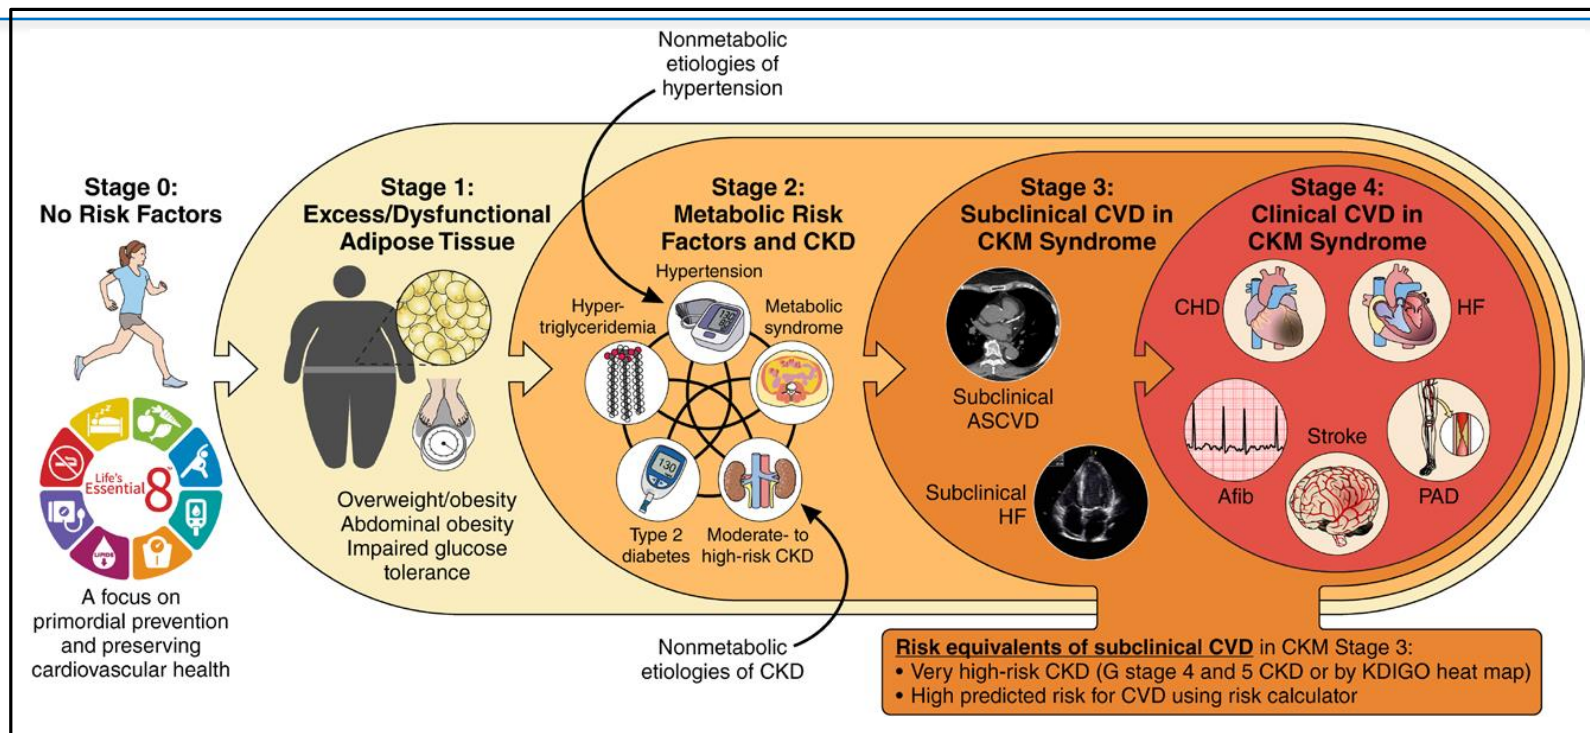 Nonmetabolic
etiologies of
hypertension
Stage 0:
No Risk Factors
Life's
Essential 8™
LIPIDS
A focus on
primordial prevention
and preserving
cardiovascular health
Stage 1:
Excess/Dysfunctional
Adipose Tissue
Overweight/obesity
Abdominal obesity
Impaired glucose
tolerance
Stage 2:
Metabolic Risk
Factors and CKD
Hypertension
Hyper-
triglyceridemia
Metabolic
syndrome
130
80
130
Type 2
diabetes
Moderate- to
high-risk CKD
Nonmetabolic
etiologies of CKD
Stage 3:
Subclinical CVD in
CKM Syndrome
Subclinical
ASCVD
Subclinical
HF
Stage 4:
Clinical CVD in
CKM Syndrome
CHD
HF
Afib
Stroke
PAD
Risk equivalents of subclinical CVD in CKM Stage 3:
• Very high-risk CKD (G stage 4 and 5 CKD or by KDIGO heat map)
• High predicted risk for CVD using risk calculator